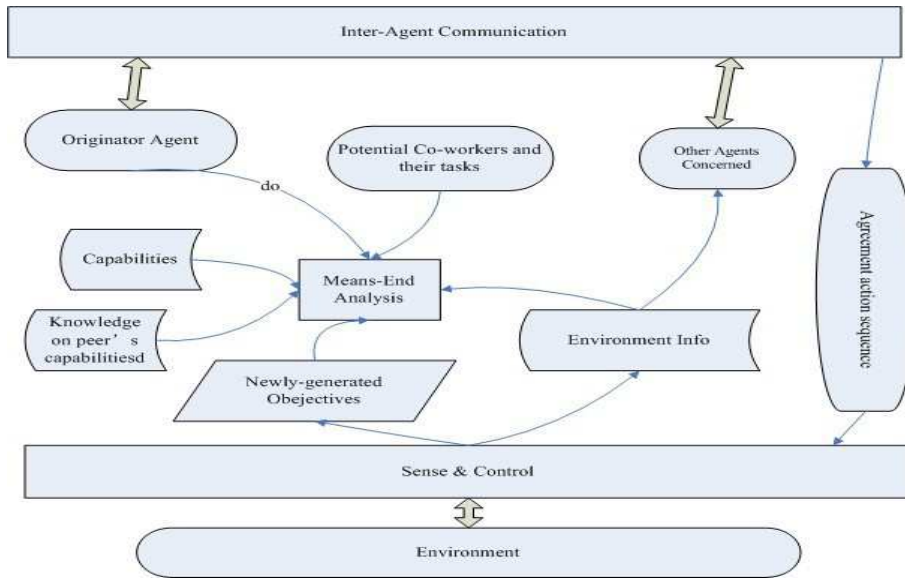 Inter-Agent Communication
Originator Agent
Potential Co-workers and
their tasks
Other Agents
Concerned
do
Capabilities
Means-End
Analysis
Knowledge
on peer’s
capabilitiesd
Environment Info
Agreement action sequence
Newly-generated
Obejectives
Sense & Control
Environment